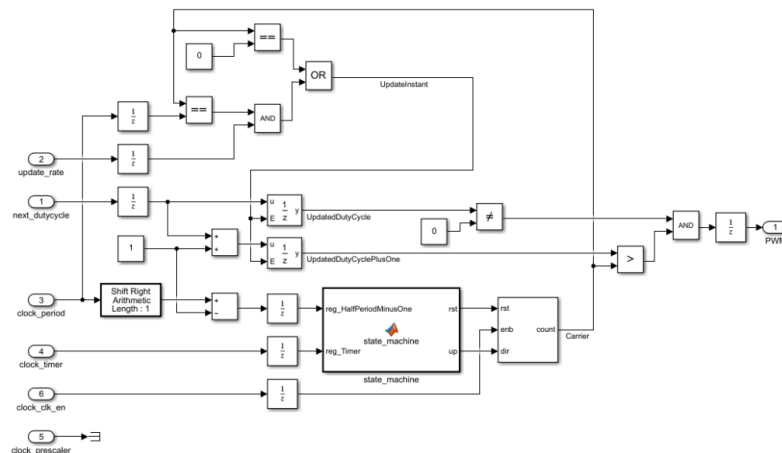 ==
0
OR
UpdateInstant
==
1
z
AND
2
update_rate
1
z
1
next_dutycycle
1
z
u
E
1
z
y
UpdatedDutyCycle
≠
0
AND
1
z
1
PWM
1
+
+
u
E
1
z
y
UpdatedDutyCyclePlusOne
>
3
clock_period
Shift Right
Arithmetic
Length : 1
+
−
1
z
reg_HalfPeriodMinusOne
rst
state_machine
reg_Timer
up
state_machine
rst
enb
dir
count
Carrier
4
clock_timer
1
z
6
clock_clk_en
1
z
5
clock_prescaler